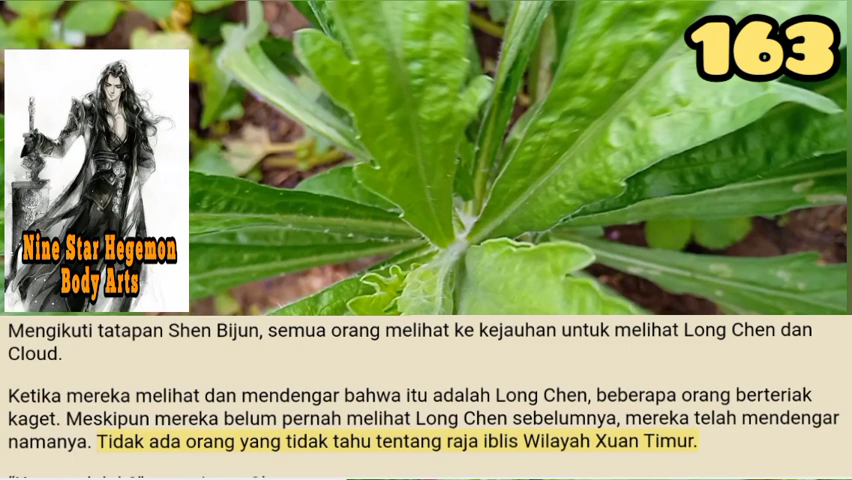 163
Nine Star Hegemon
Body Arts
Mengikuti tatapan Shen Bijun, semua orang melihat ke kejauhan untuk melihat Long Chen dan
Cloud.
Ketika mereka melihat dan mendengar bahwa itu adalah Long Chen, beberapa orang berteriak
kaget. Meskipun mereka belum pernah melihat Long Chen sebelumnya, mereka telah mendengar
namanya. Tidak ada orang yang tidak tahu tentang raja iblis Wilayah Xuan Timur.